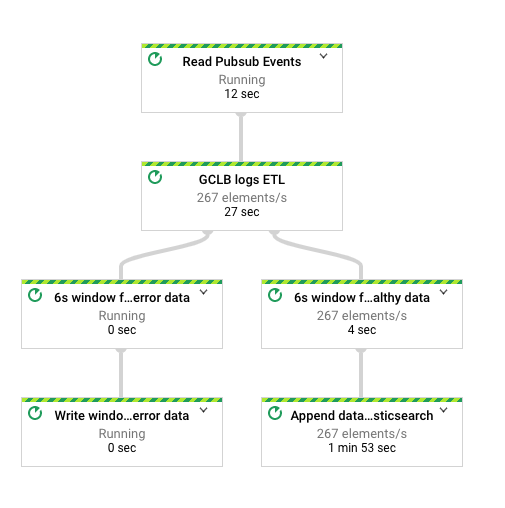 Read Pubsub Events
Running
12 sec
GCLB logs ETL
267 elements/s
27 sec
6s window f...error data
Running
0 sec
6s window f...althy data
267 elements/s
4 sec
Write windo...error data
Running
0 sec
Append data...sticsearch
267 elements/s
1 min 53 sec